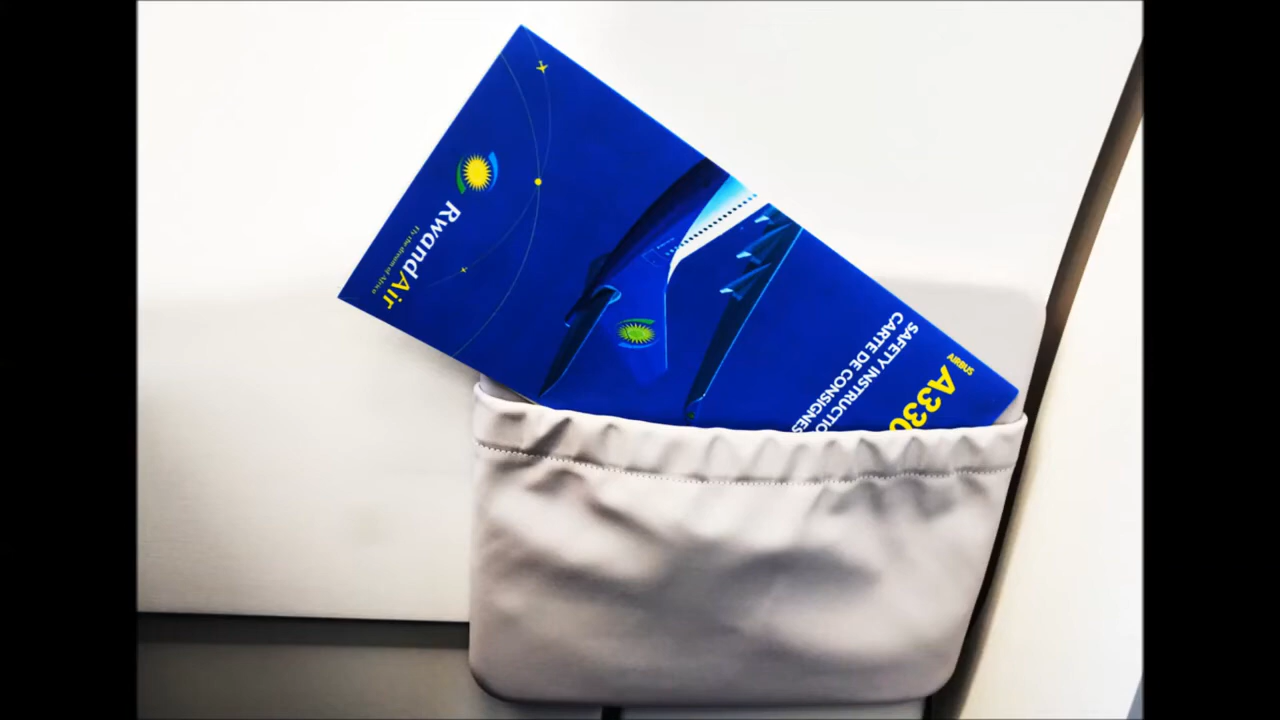 RwandAir
Fly the dream of Africa
AIRBUS
A330
SAFETY INSTRUCTIO
CARTE DE CONSIGNES